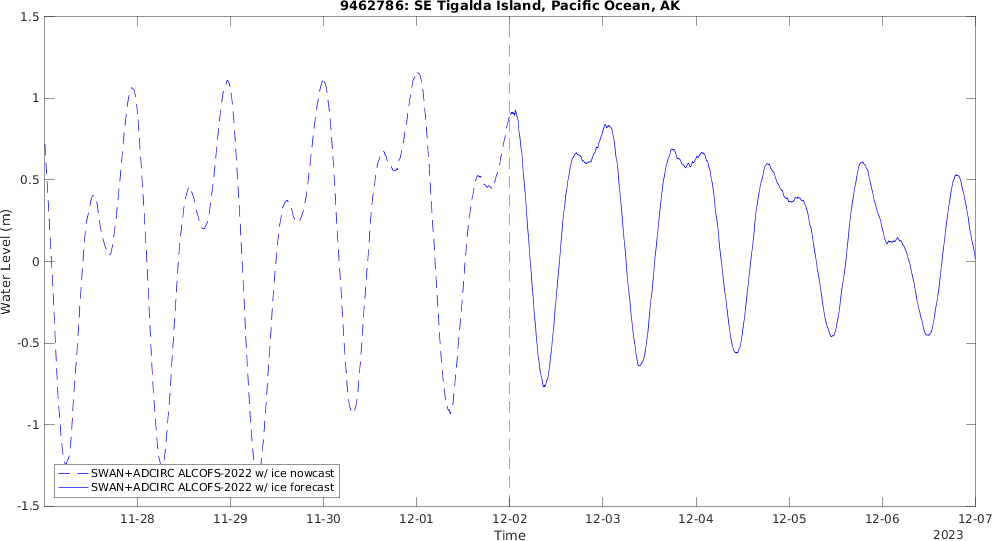 9462786: SE Tigalda Island, Pacific Ocean, AK
1.5
1
0.5
0
-0.5
-1
-1.5
Water Level (m)
SWAN+ADCIRC ALCOFS-2022 w/ ice nowcast
SWAN+ADCIRC ALCOFS-2022 w/ ice forecast
11-28 11-29 11-30 12-01 12-02 12-03 12-04 12-05 12-06 12-07
Time
2023